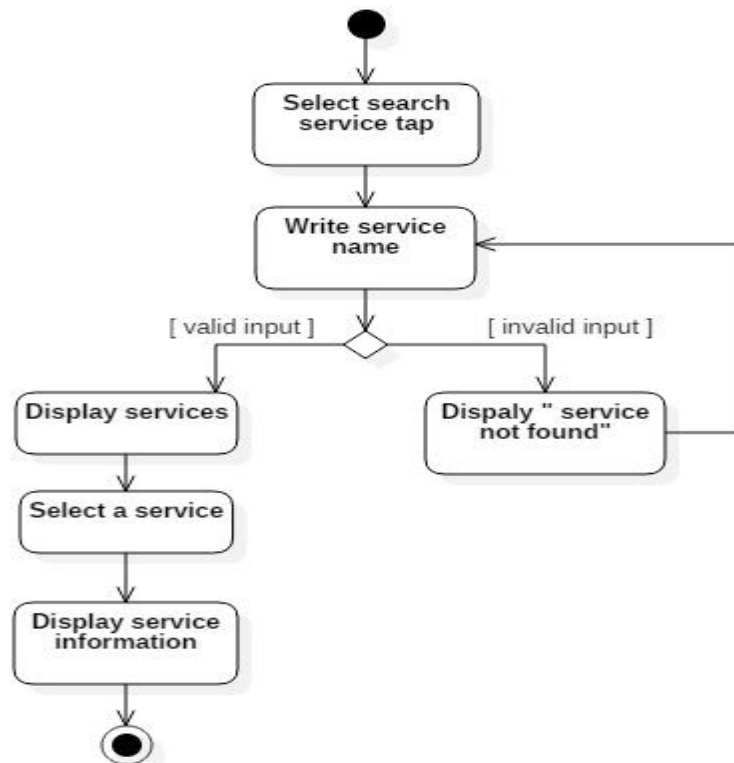 Select search
service tap
Write service
name
[ valid input ]
[ invalid input ]
Display services
Dispaly " service
not found"
Select a service
Display service
information